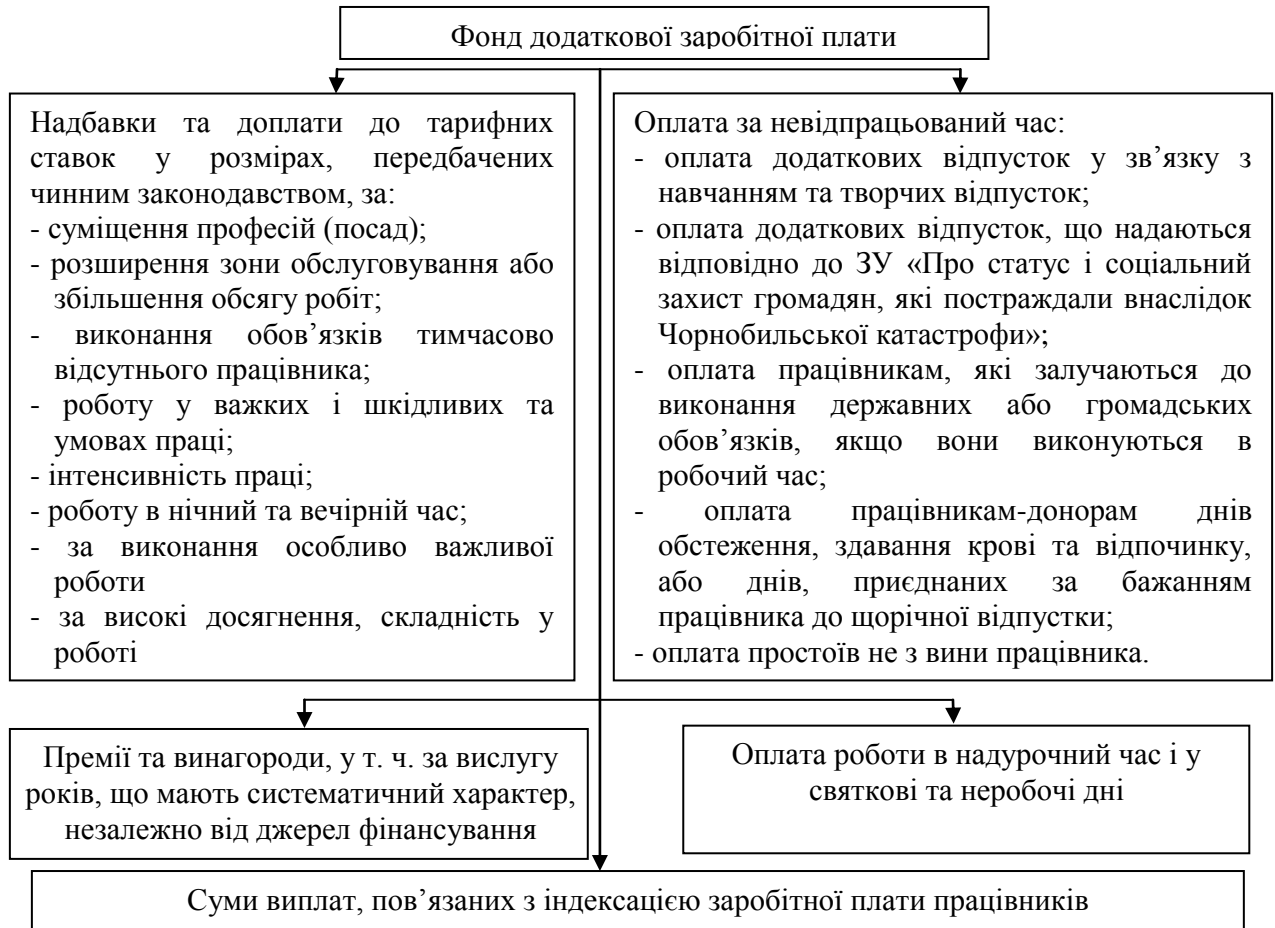 Фонд додаткової заробітної плати
Надбавки та доплати до тарифних
ставок у розмірах, передбачених
чинним законодавством, за:
- суміщення професій (посад);
- розширення зони обслуговування або
збільшення обсягу робіт;
- виконання обов’язків тимчасово
відсутнього працівника;
- роботу у важких і шкідливих та
умовах праці;
- інтенсивність праці;
- роботу в нічний та вечірній час;
- за виконання особливо важливої
роботи
- за високі досягнення, складність у
роботі
Оплата за невідпрацьований час:
- оплата додаткових відпусток у зв’язку з
навчанням та творчих відпусток;
- оплата додаткових відпусток, що надаються
відповідно до ЗУ «Про статус і соціальний
захист громадян, які постраждали внаслідок
Чорнобильської катастрофи»;
- оплата працівникам, які залучаються до
виконання державних або громадських
обов’язків, якщо вони виконуються в
робочий час;
- оплата працівникам-донорам днів
обстеження, здавання крові та відпочинку,
або днів, приєднаних за бажанням
працівника до щорічної відпустки;
- оплата простоїв не з вини працівника.
Премії та винагороди, у т. ч. за вислугу
років, що мають систематичний характер,
незалежно від джерел фінансування
Оплата роботи в надурочний час і у
святкові та неробочі дні
Суми виплат, пов’язаних з індексацією заробітної плати працівників